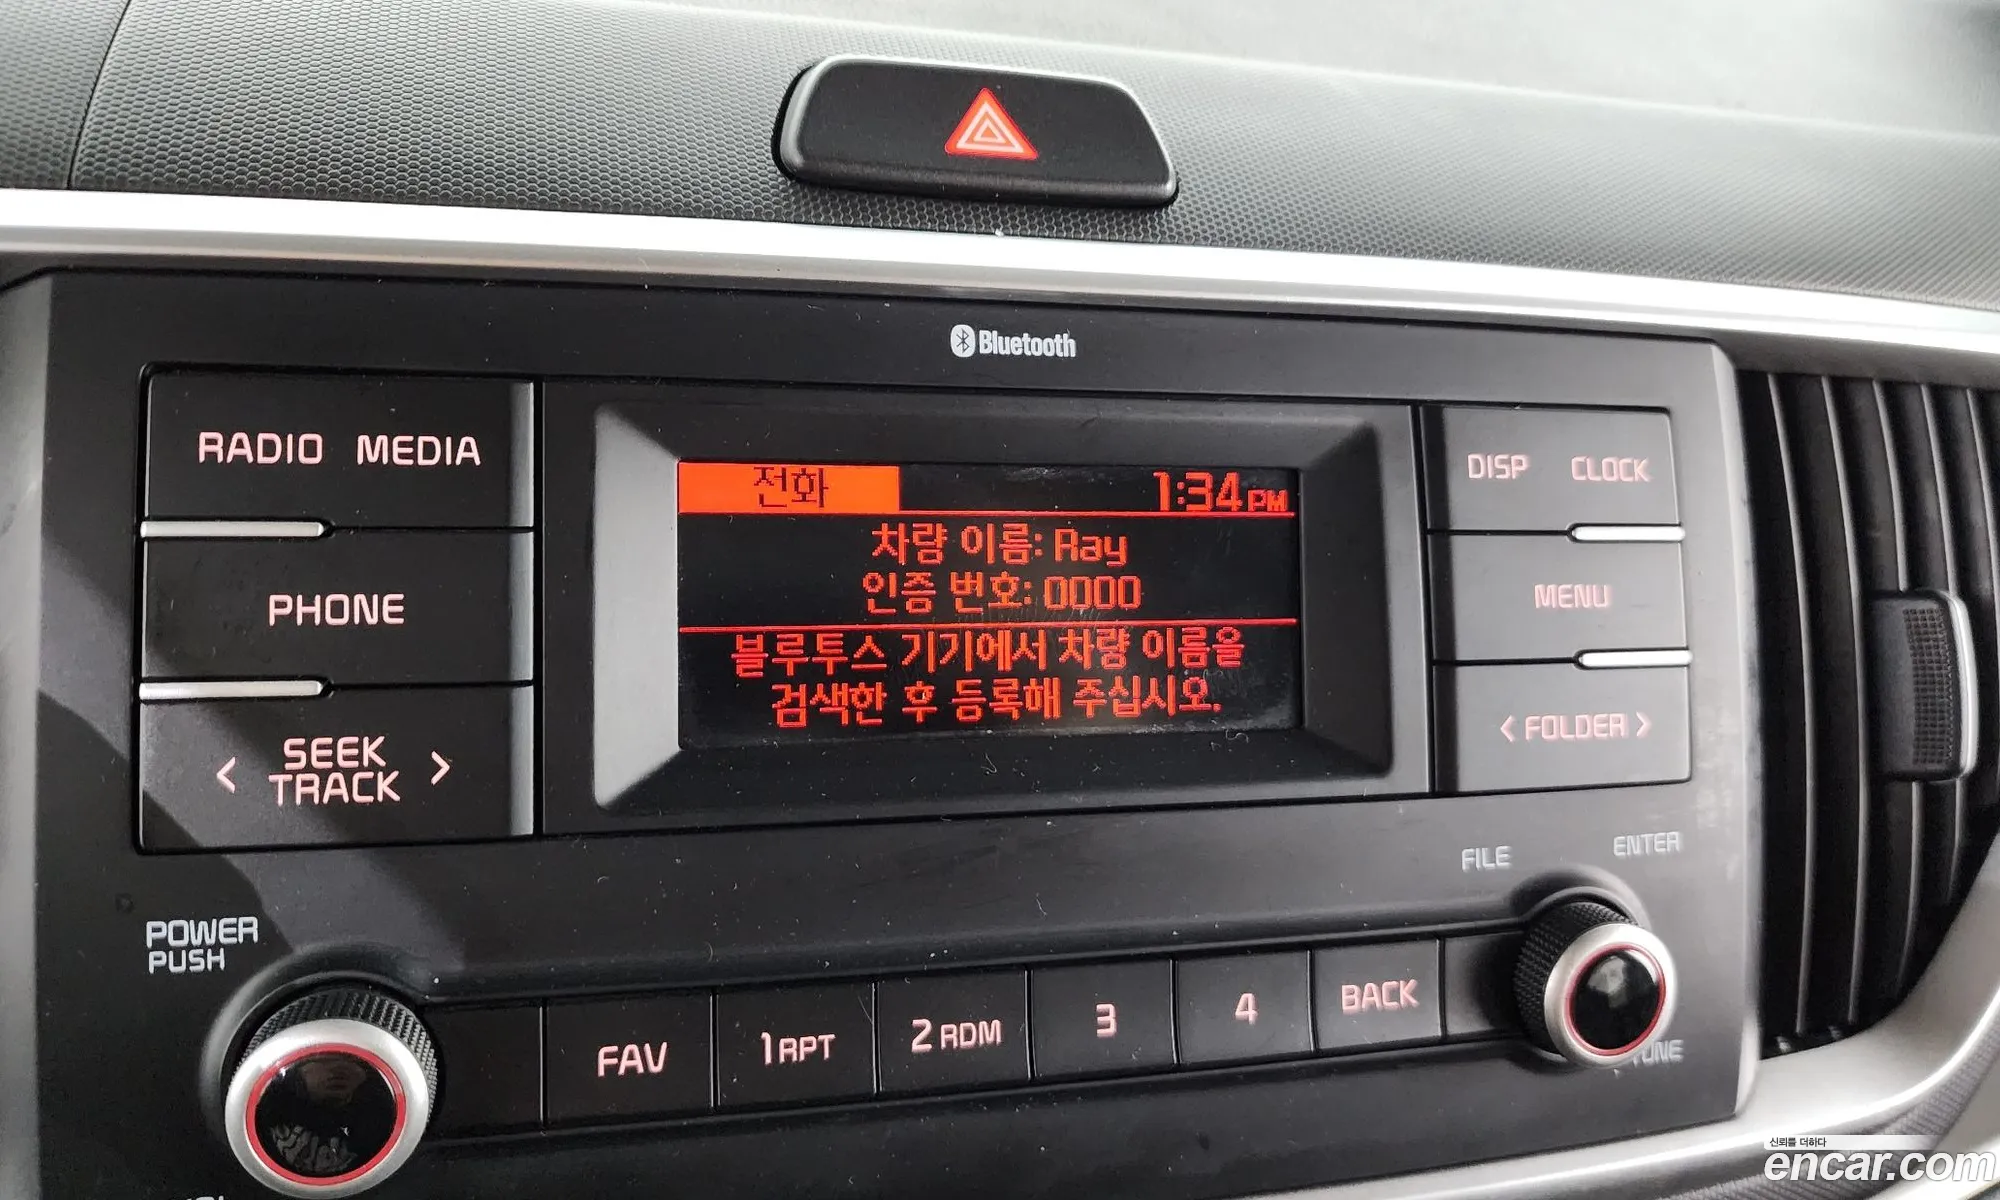 Bluetooth
RADIO MEDIA
전화 1:34 PM
DISP CLOCK
차량 이름: Ray
인증 번호: 0000
PHONE
MENU
블루투스 기기에서 차량 이름을
검색한 후 등록해 주십시오.
< SEEK TRACK >
< FOLDER >
FILE
ENTER
POWER
PUSH
FAV
1 RPT
2 RDM
3
4
BACK
TUNE
신뢰를 더하다
encar.com